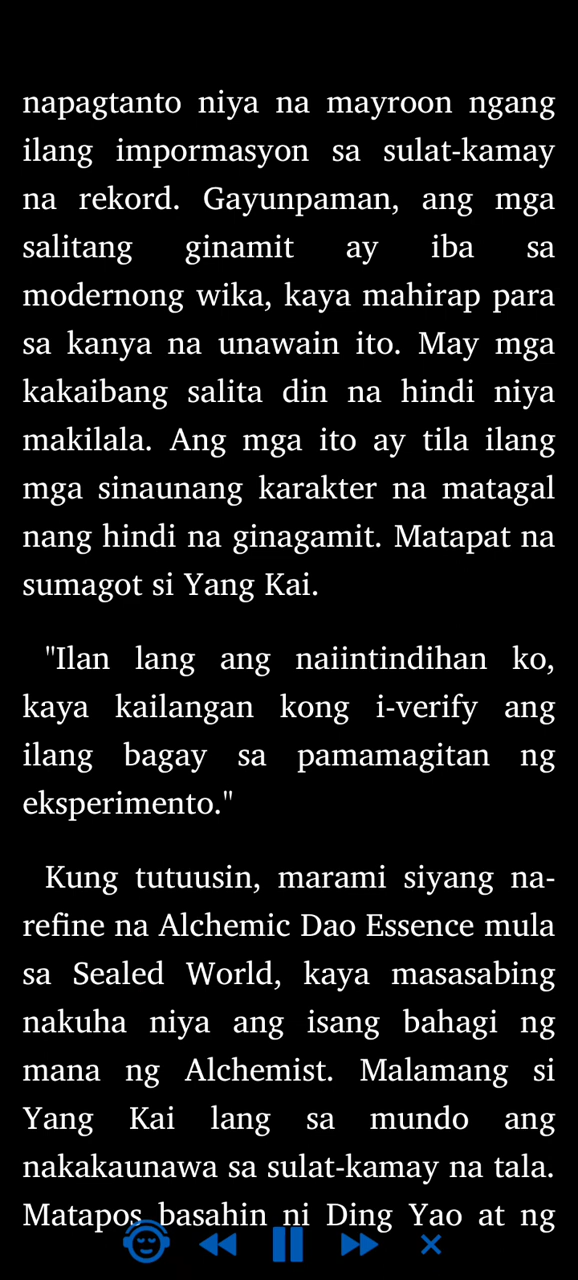 napagtanto niya na mayroon ngang
ilang impormasyon sa sulat-kamay
na rekord. Gayunpaman, ang mga
salitang ginamit ay iba sa
modernong wika, kaya mahirap para
sa kanya na unawain ito. May mga
kakaibang salita din na hindi niya
makilala. Ang mga ito ay tila ilang
mga sinaunang karakter na matagal
nang hindi na ginagamit. Matapat na
sumagot si Yang Kai.
"Ilan lang ang naiintindihan ko,
kaya kailangan kong i-verify ang
ilang bagay sa pamamagitan ng
eksperimento."
Kung tutuusin, marami siyang na-
refine na Alchemic Dao Essence mula
sa Sealed World, kaya masasabing
nakuha niya ang isang bahagi ng
mana ng Alchemist. Malamang si
Yang Kai lang sa mundo ang
nakakaunawa sa sulat-kamay na tala.
Matapos basahin ni Ding Yao at ng